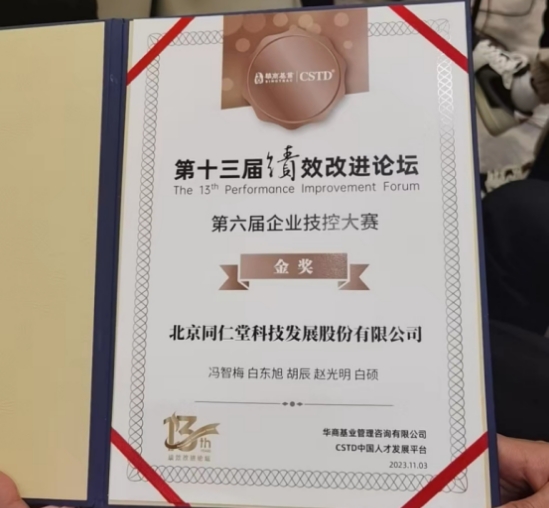 CSTD
第十三届绩效改进论坛
The 13th Performance Improvement Forum
第六届企业技控大赛
金奖
北京同仁堂科技发展股份有限公司
冯智梅 白东旭 胡辰 赵光明 白硕
13th
华商基业管理咨询有限公司
CSTD中国人才发展平台
2023.11.03